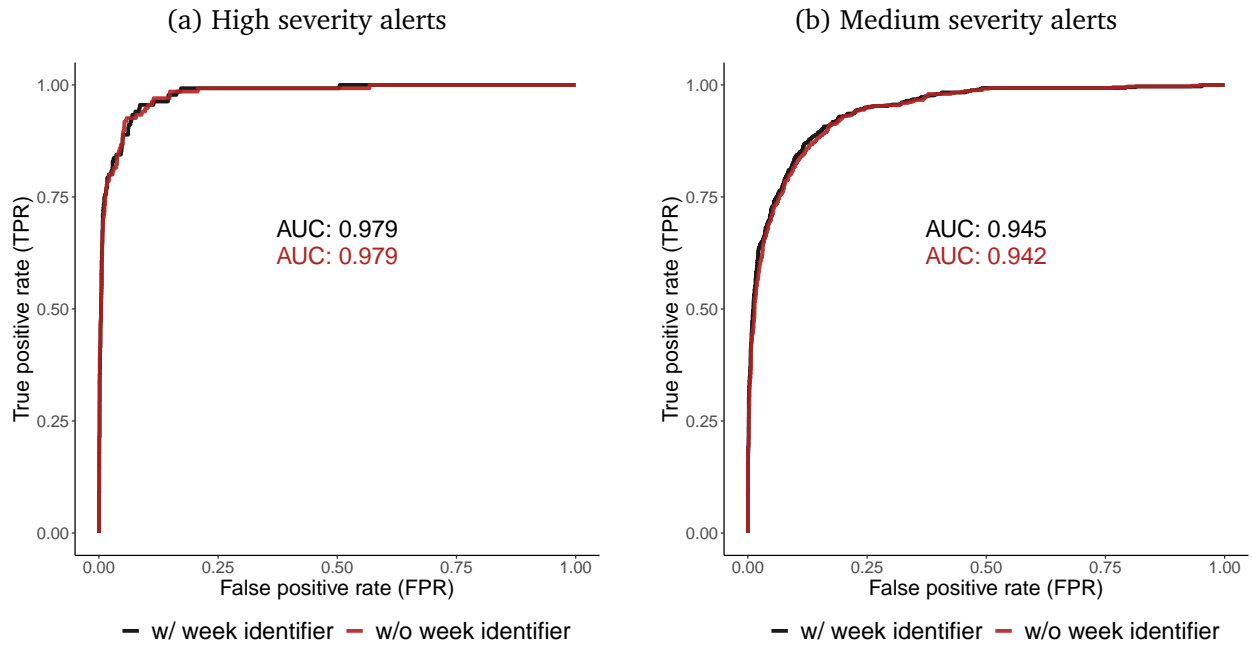 (a) High severity alerts
1.00
0.75
0.50
0.25
0.00
True positive rate (TPR)
AUC: 0.979
AUC: 0.979
0.00 0.25 0.50 0.75 1.00
False positive rate (FPR)
w/ week identifier w/o week identifier
(b) Medium severity alerts
1.00
0.75
0.50
0.25
0.00
True positive rate (TPR)
AUC: 0.945
AUC: 0.942
0.00 0.25 0.50 0.75 1.00
False positive rate (FPR)
w/ week identifier w/o week identifier